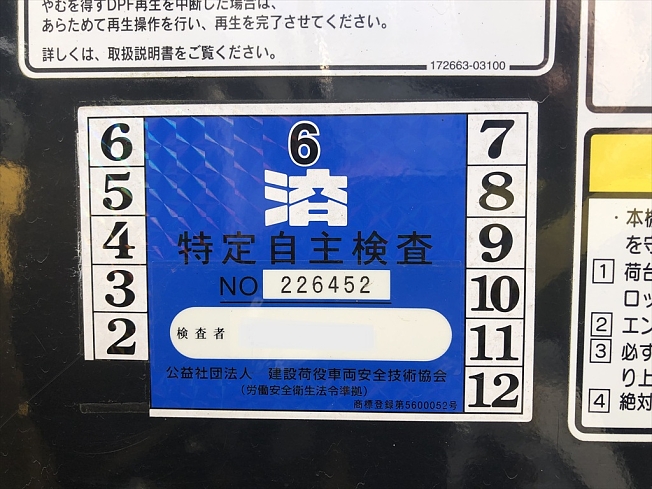 やむを得ずDPF再生を中断した場合は、
あらためて再生操作を行い、再生を完了させてください。
詳しくは、取扱説明書をご覧ください。
172663-03100
6
5
4
3
2
6
済
特定自主検査
NO 226452
検査者
公益社団法人 建設荷役車両安全技術協会
(労働安全衛生法令準拠)
商標登録第5600052号
7
8
9
10
11
12
・本機
を守
1 荷台
ロッ
2 エン
3 必ず
り上
4 絶対